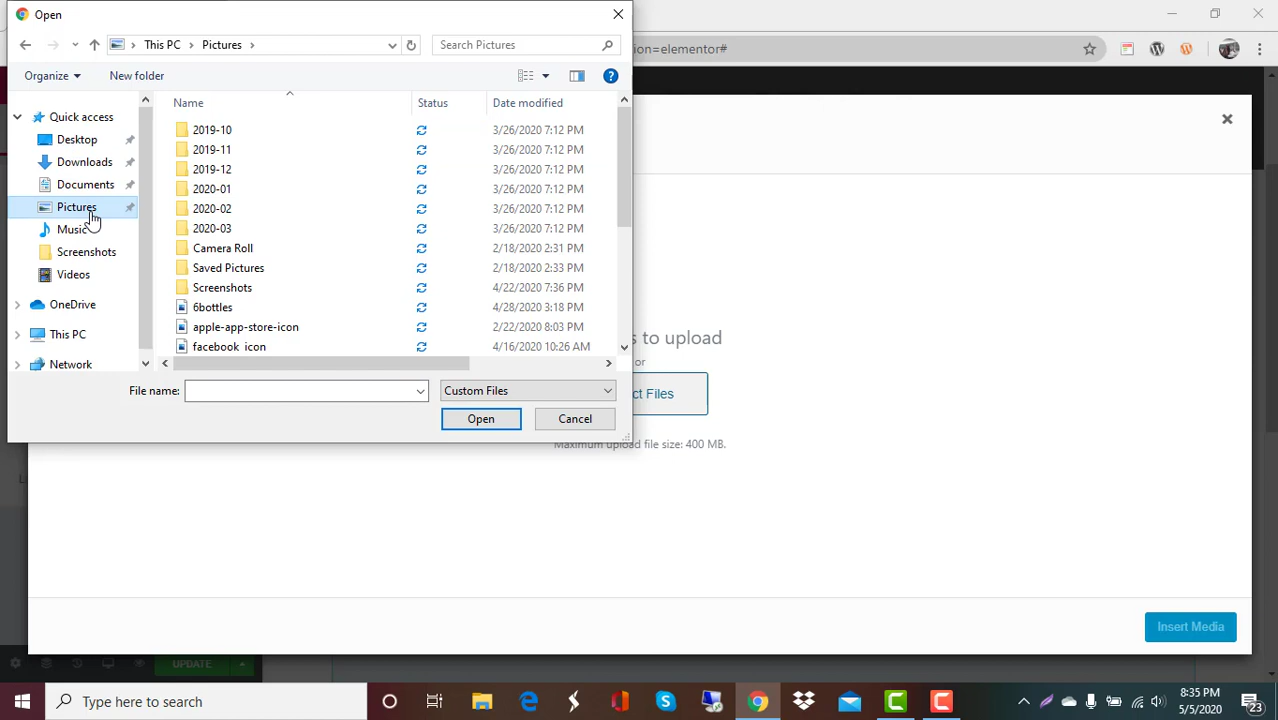 Open
This PC > Pictures >
Search Pictures
ion=elementor#
Organize
New folder
Name
Status
Date modified
Quick access
Desktop
Downloads
Documents
Pictures
Music
Screenshots
Videos
OneDrive
This PC
Network
2019-10 3/26/2020 7:12 PM
2019-11 3/26/2020 7:12 PM
2019-12 3/26/2020 7:12 PM
2020-01 3/26/2020 7:12 PM
2020-02 3/26/2020 7:12 PM
2020-03 3/26/2020 7:12 PM
Camera Roll 2/18/2020 2:31 PM
Saved Pictures 2/18/2020 2:33 PM
Screenshots 4/22/2020 7:36 PM
6bottles 4/28/2020 3:18 PM
apple-app-store-icon 2/22/2020 8:03 PM
facebook icon 4/16/2020 10:26 AM
File name:
Custom Files
Open
Cancel
s to upload
or
ct Files
Maximum upload file size: 400 MB.
Insert Media
UPDATE
Type here to search
8:35 PM
5/5/2020
23